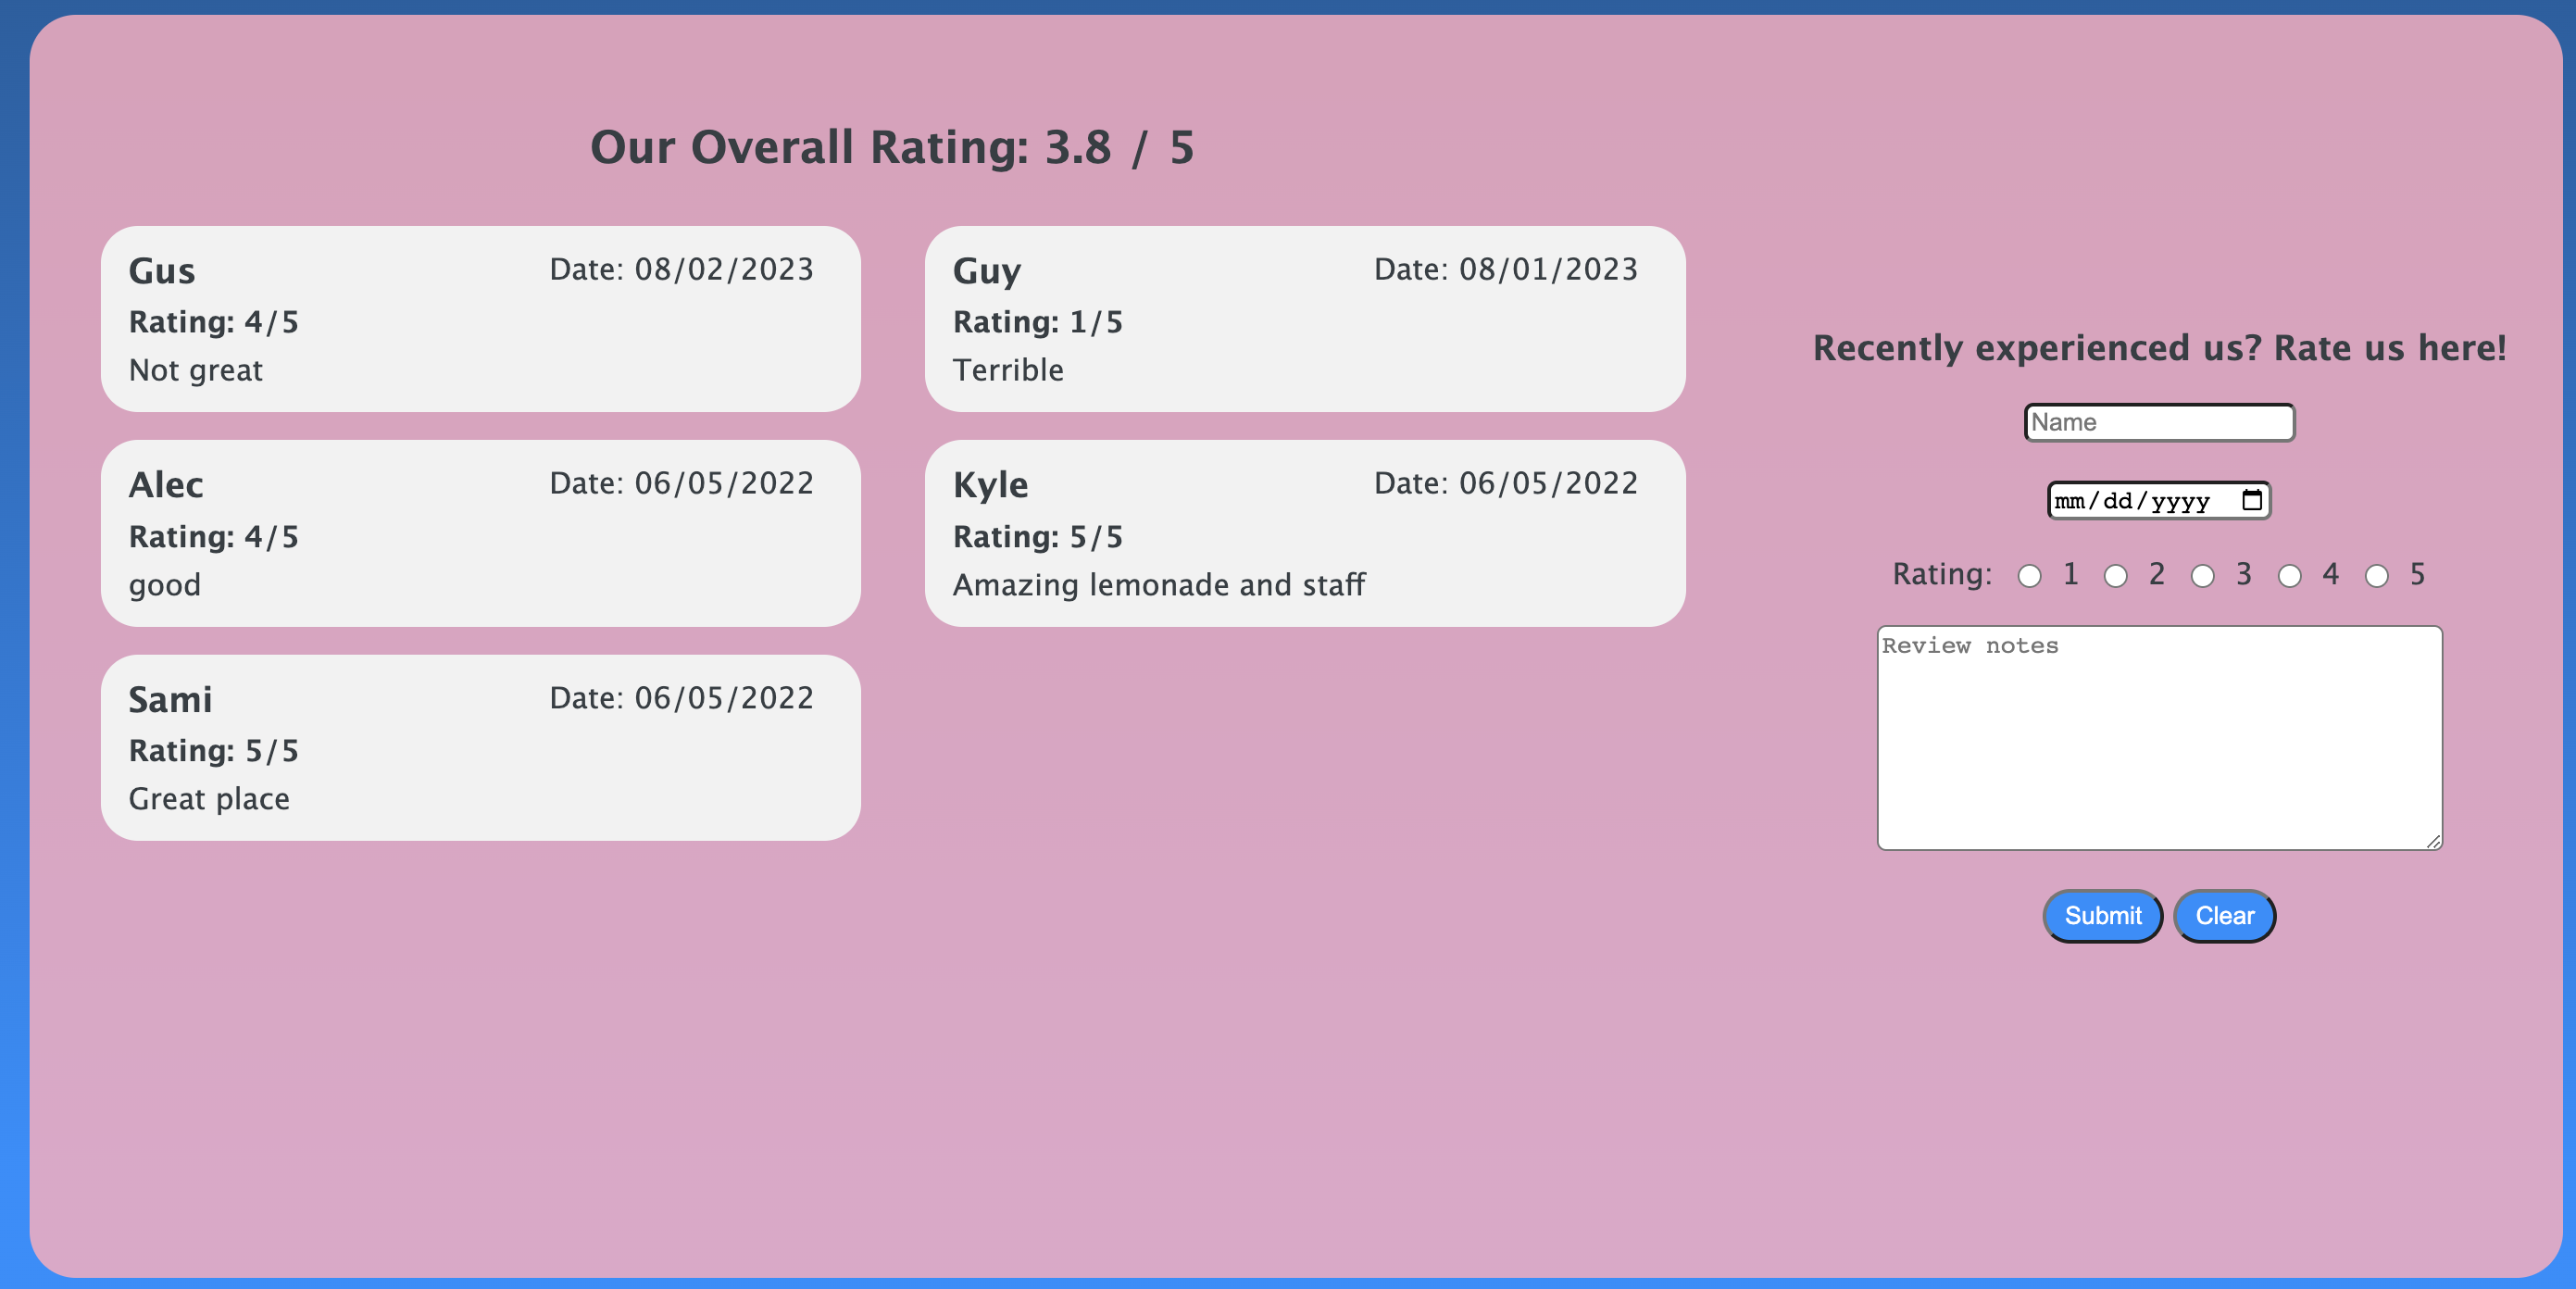 Our Overall Rating: 3.8 / 5
Gus
Date: 08/02/2023
Rating: 4/5
Not great
Guy
Date: 08/01/2023
Rating: 1/5
Terrible
Alec
Date: 06/05/2022
Rating: 4/5
good
Kyle
Date: 06/05/2022
Rating: 5/5
Amazing lemonade and staff
Sami
Date: 06/05/2022
Rating: 5/5
Great place
Recently experienced us? Rate us here!
Name
mm/dd/yyyy
Rating: 1 2 3 4 5
Review notes
Submit Clear